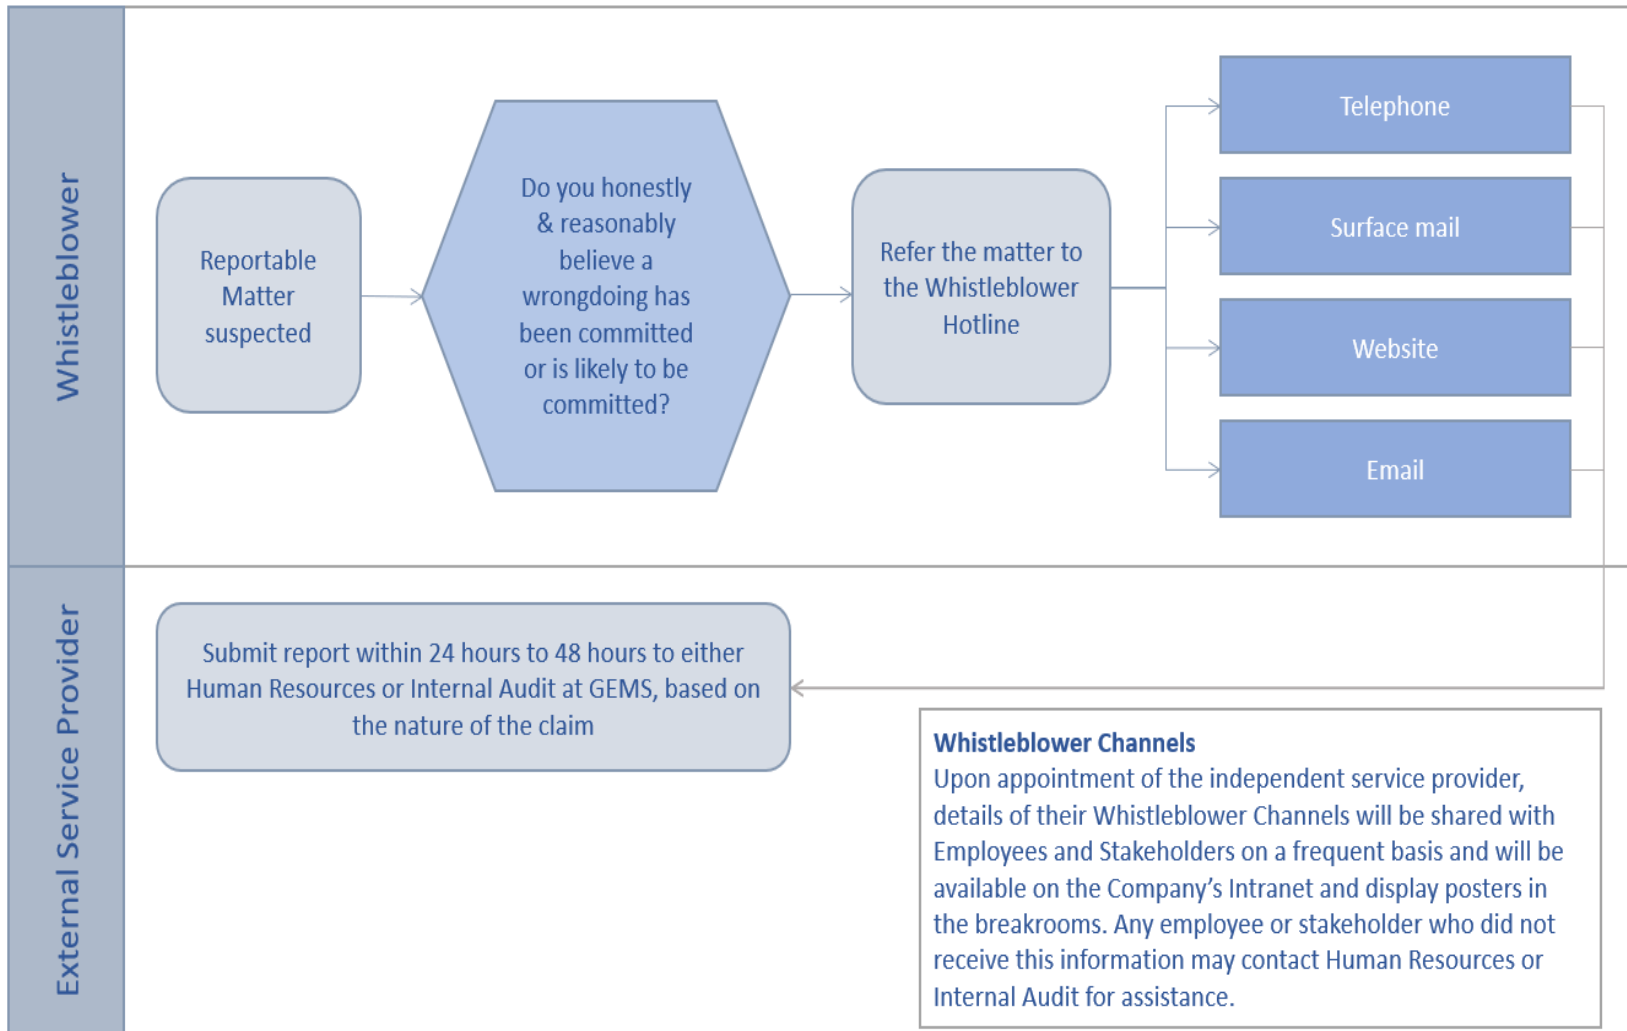 Whistleblower
Reportable
Matter
suspected
Do you honestly
& reasonably
believe a
wrongdoing has
been committed
or is likely to be
committed?
Refer the matter to
the Whistleblower
Hotline
Telephone
Surface mail
Website
Email
External Service Provider
Submit report within 24 hours to 48 hours to either
Human Resources or Internal Audit at GEMS, based on
the nature of the claim
Whistleblower Channels
Upon appointment of the independent service provider,
details of their Whistleblower Channels will be shared with
Employees and Stakeholders on a frequent basis and will be
available on the Company’s Intranet and display posters in
the breakrooms. Any employee or stakeholder who did not
receive this information may contact Human Resources or
Internal Audit for assistance.